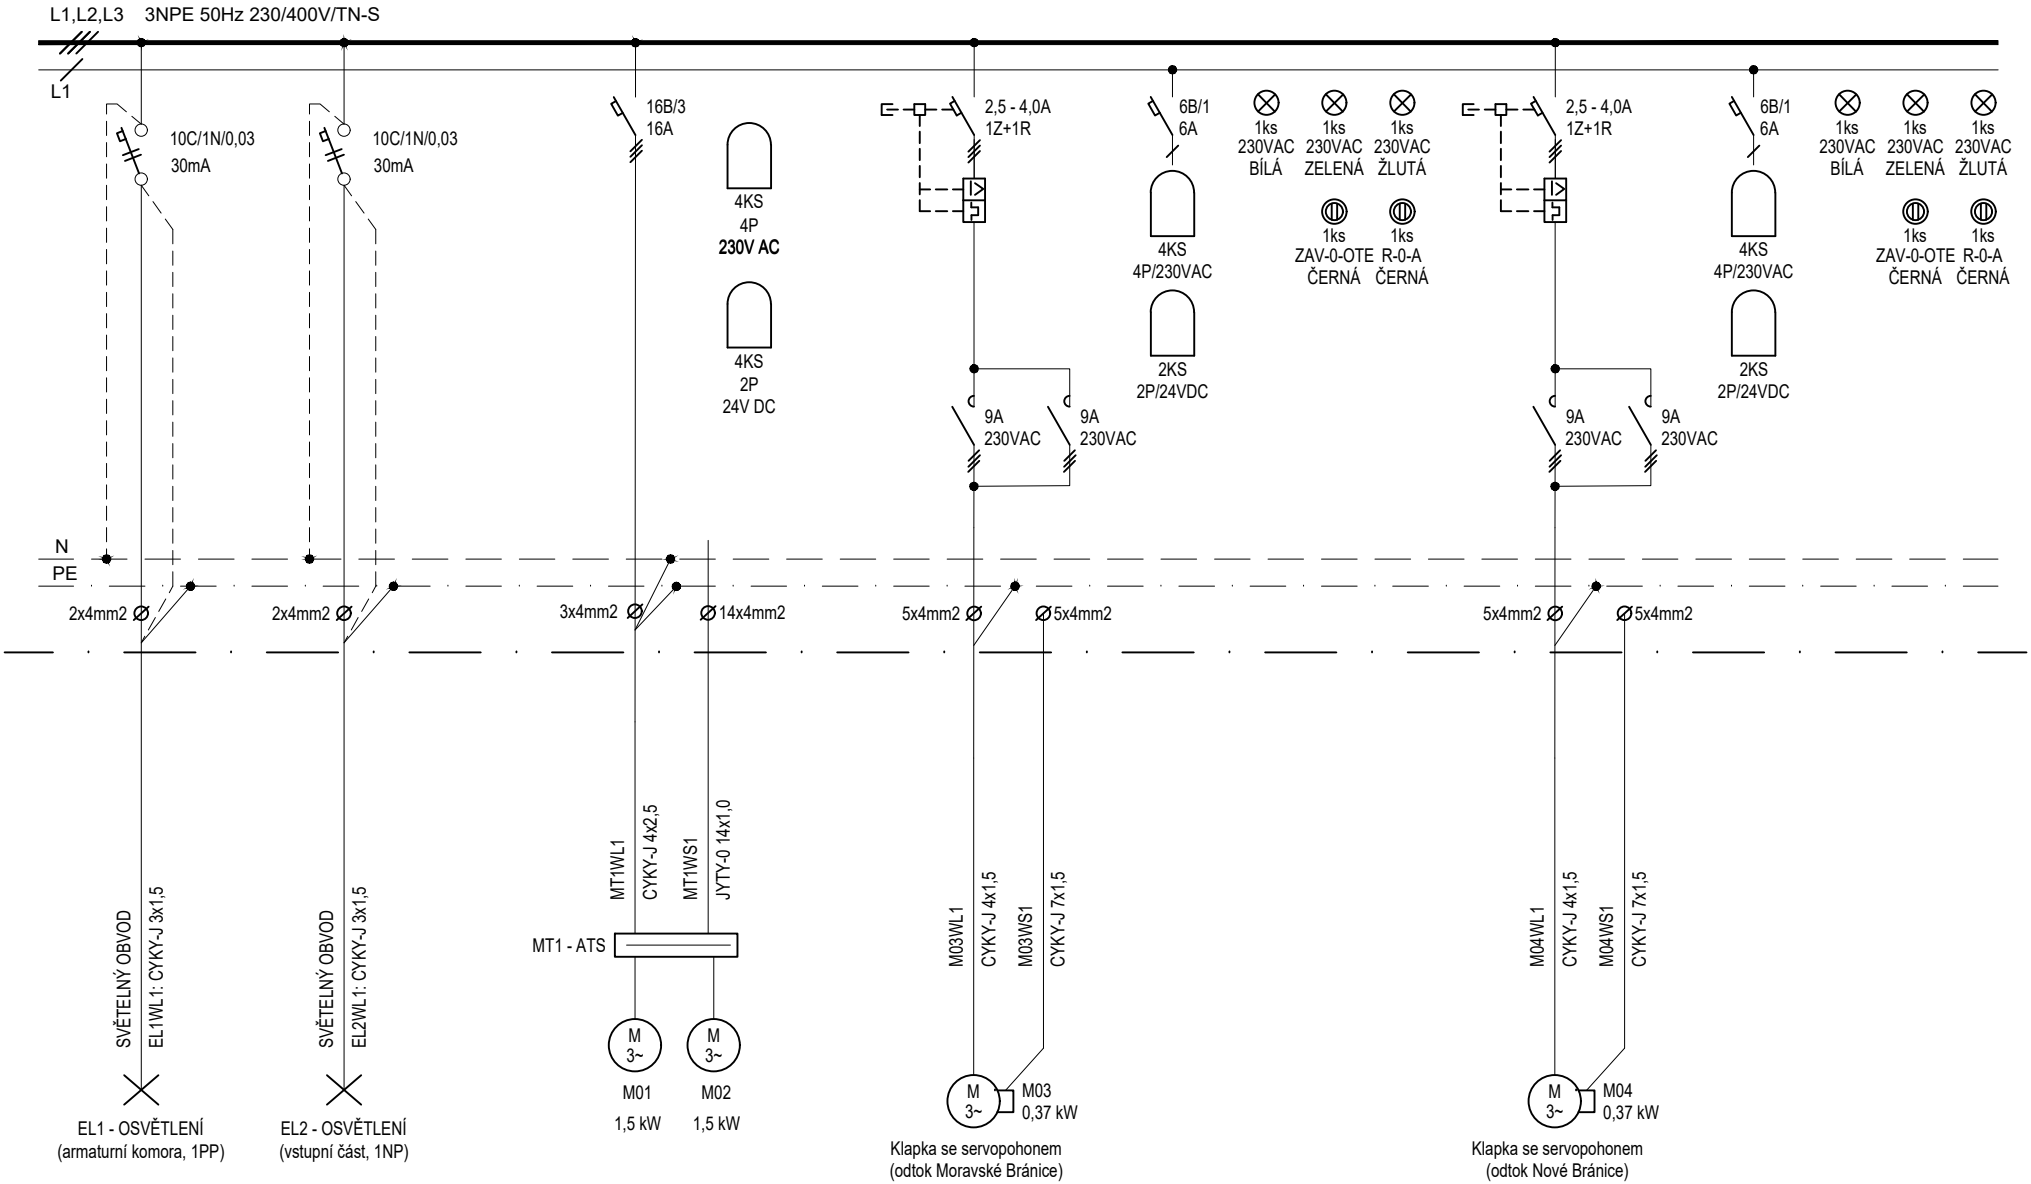 L1,L2,L3 3NPE 50Hz 230/400V/TN-S
L1
10C/1N/0,03
30mA
10C/1N/0,03
30mA
16B/3
16A
4KS
4P
230V AC
4KS
2P
24V DC
2,5 - 4,0A
1Z+1R
6B/1
6A
4KS
4P/230VAC
2KS
2P/24VDC
1ks
230VAC
BÍLÁ
1ks
230VAC
ZELENÁ
1ks
230VAC
ŽLUTÁ
1ks
ZAV-0-OTE
ČERNÁ
1ks
R-0-A
ČERNÁ
9A
230VAC
9A
230VAC
2,5 - 4,0A
1Z+1R
6B/1
6A
4KS
4P/230VAC
2KS
2P/24VDC
1ks
230VAC
BÍLÁ
1ks
230VAC
ZELENÁ
1ks
230VAC
ŽLUTÁ
1ks
ZAV-0-OTE
ČERNÁ
1ks
R-0-A
ČERNÁ
9A
230VAC
9A
230VAC
N
PE
2x4mm2
2x4mm2
3x4mm2
14x4mm2
5x4mm2
5x4mm2
5x4mm2
5x4mm2
SVĚTELNÝ OBVOD
EL1WL1: CYKY-J 3x1,5
SVĚTELNÝ OBVOD
EL2WL1: CYKY-J 3x1,5
MT1WL1
CYKY-J 4x2,5
MT1WS1
JYTY-0 14x1,0
M03WL1
CYKY-J 4x1,5
M03WS1
CYKY-J 7x1,5
M04WL1
CYKY-J 4x1,5
M04WS1
CYKY-J 7x1,5
MT1 - ATS
M
3~
M
3~
M01
1,5 kW
M02
1,5 kW
M
3~
M03
0,37 kW
M
3~
M04
0,37 kW
EL1 - OSVĚTLENÍ
(armaturní komora, 1PP)
EL2 - OSVĚTLENÍ
(vstupní část, 1NP)
Klapka se servopohonem
(odtok Moravské Bránice)
Klapka se servopohonem
(odtok Nové Bránice)